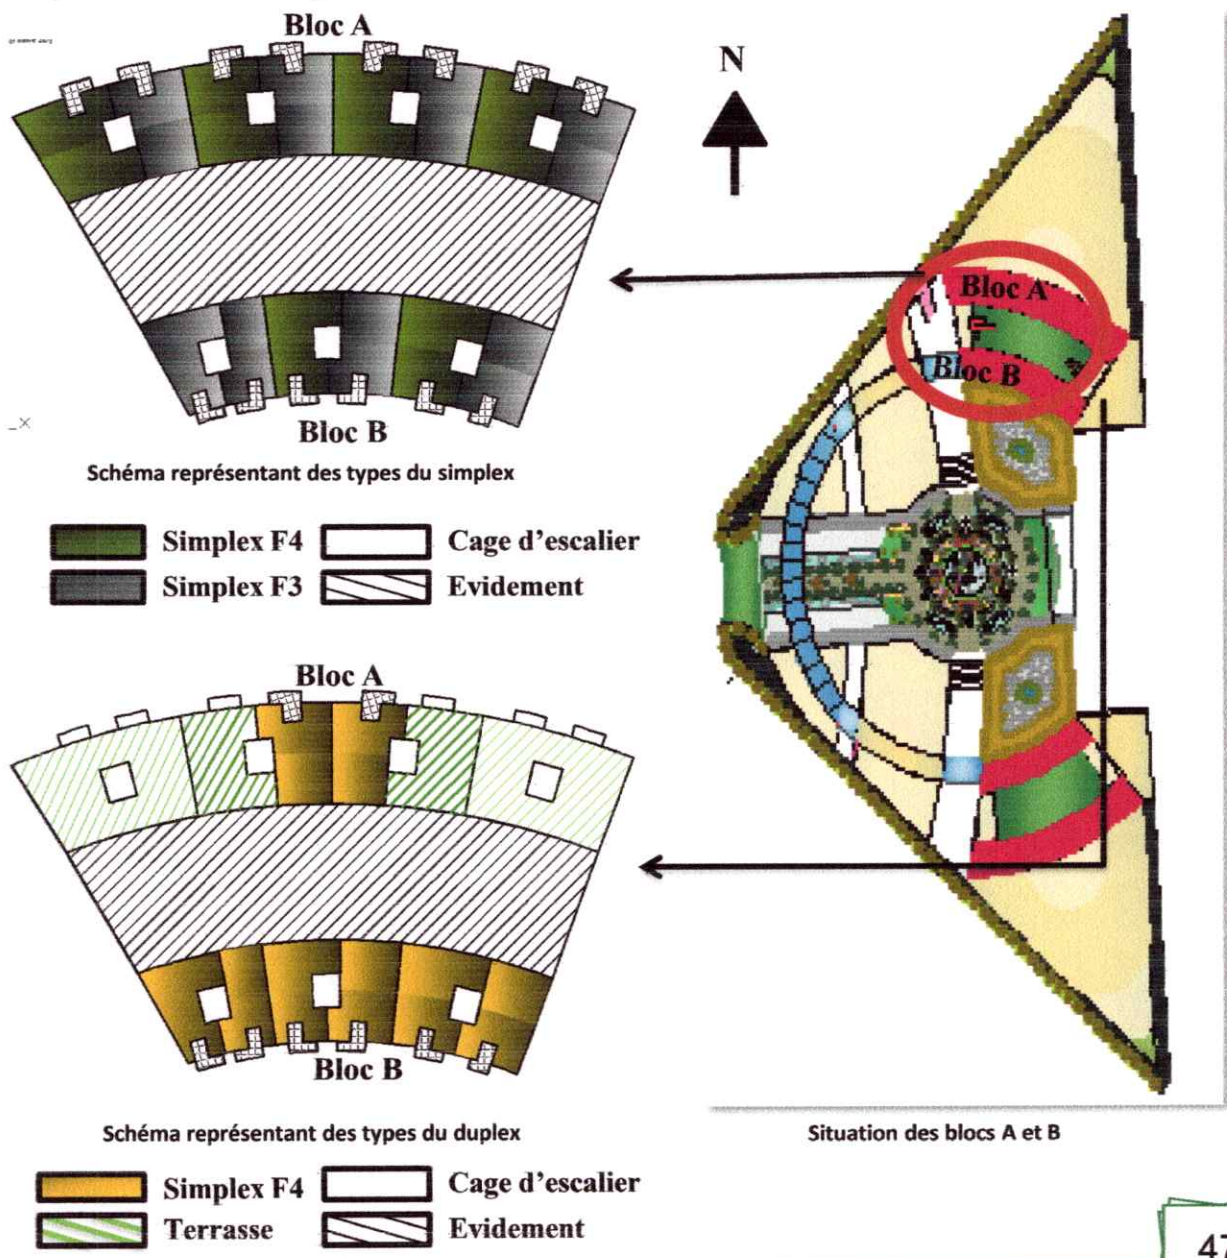 Bloc A
N
Bloc A
Bloc B
Bloc B
Schéma représentant des types du simplex
Simplex F4
Cage d'escalier
Simplex F3
Evidement
Bloc A
Bloc B
Schéma représentant des types du duplex
Situation des blocs A et B
Simplex F4
Cage d'escalier
Terrasse
Evidement